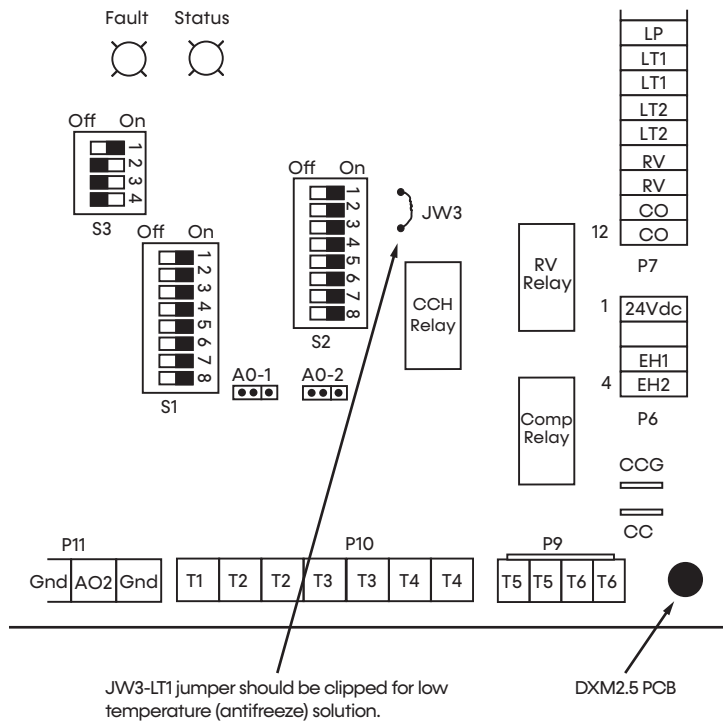 Fault Status
LP
LT1
LT1
LT2
LT2
RV
RV
CO
12 CO
P7
Off On
1
2
3
4
S3
Off On
1
2
3
4
5
6
7
8
S2
JW3
Off On
1
2
3
4
5
6
7
8
S1
CCH
Relay
RV
Relay
1 24Vdc
EH1
4 EH2
P6
A0-1 A0-2
Comp
Relay
CCG
CC
P11 P10 P9
Gnd AO2 Gnd T1 T2 T2 T3 T3 T4 T4 T5 T5 T6 T6
JW3-LT1 jumper should be clipped for low
temperature (antifreeze) solution.
DXM2.5 PCB